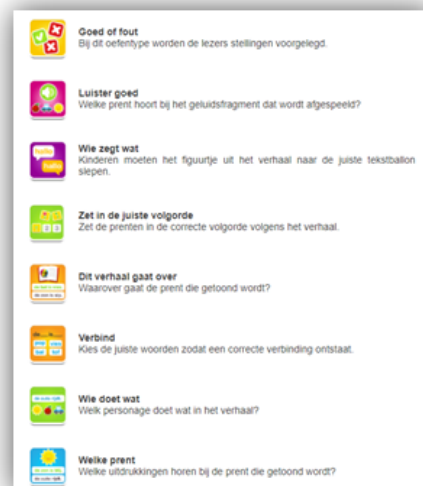 Goed of fout
Bij dit oefentype worden de lezers stellingen voorgelegd.
Luister goed
Welke prent hoort bij het geluidsfragment dat wordt afgespeeld?
Wie zegt wat
Kinderen moeten het figuurtje uit het verhaal naar de juiste tekstballon
slepen.
Zet in de juiste volgorde
Zet de prenten in de correcte volgorde volgens het verhaal.
Dit verhaal gaat over
Waarover gaat de prent die getoond wordt?
Verbind
Kies de juiste woorden zodat een correcte verbinding ontstaat.
Wie doet wat
Welk personage doet wat in het verhaal?
Welke prent
Welke uitdrukkingen horen bij de prent die getoond wordt?